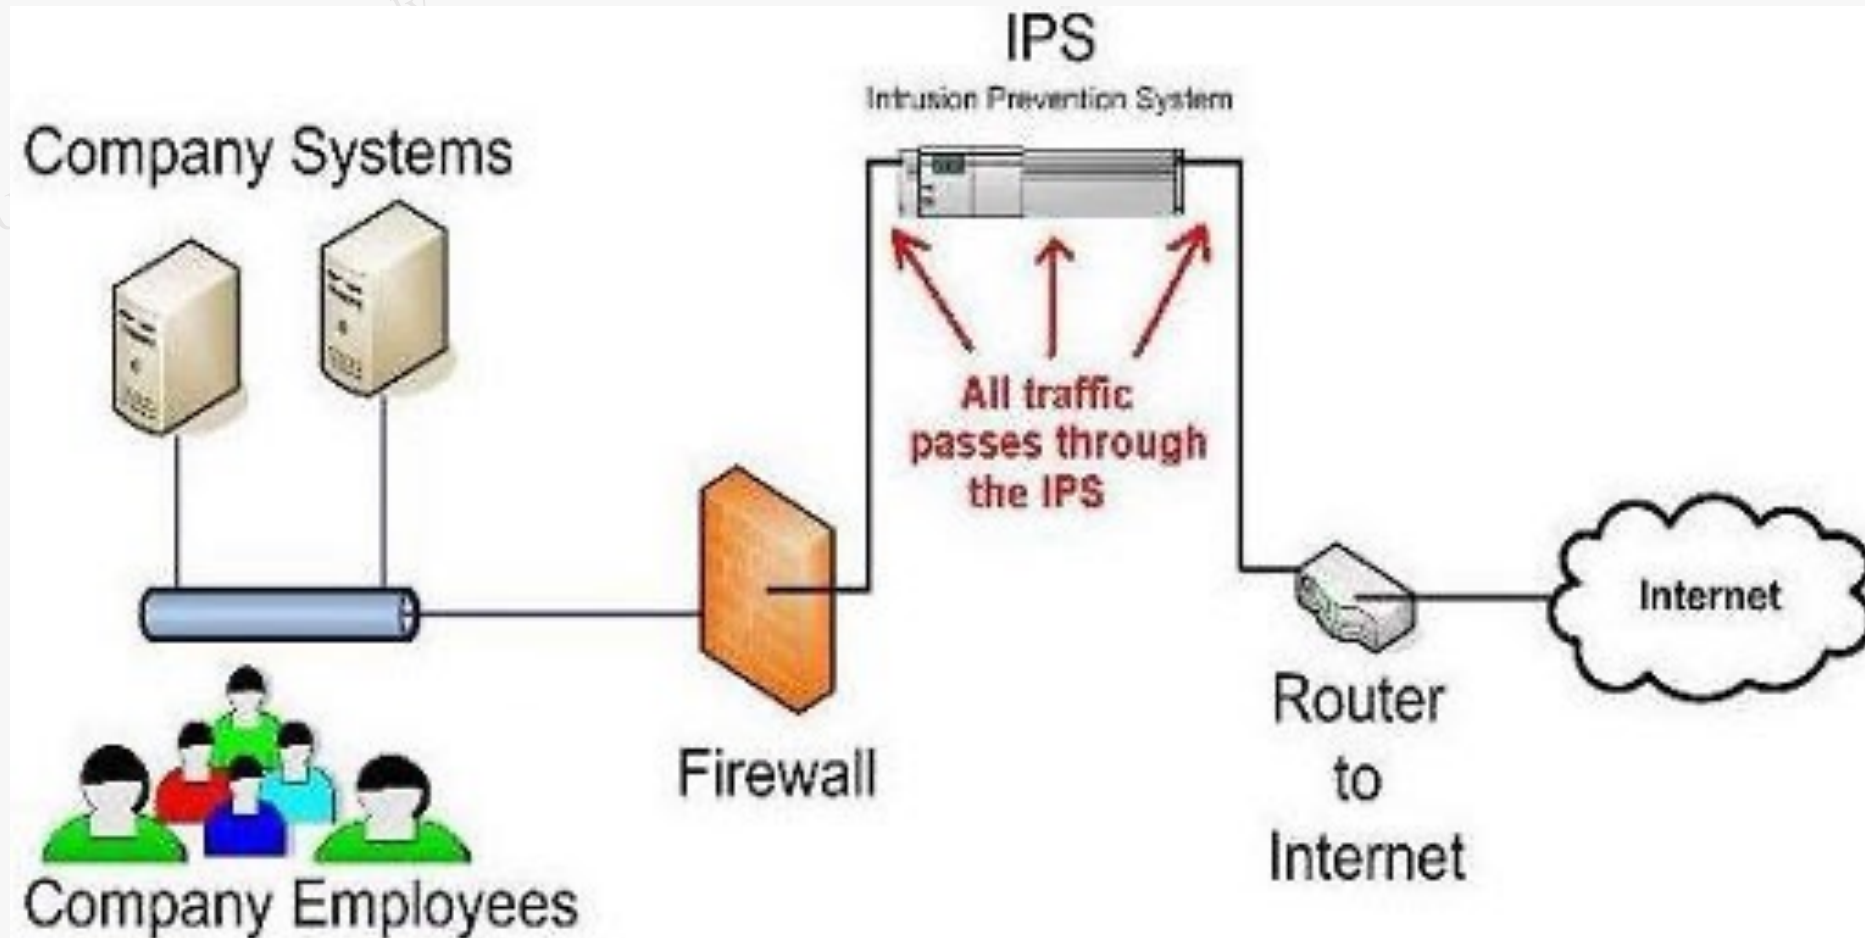 IPS
Intrusion Prevention System
Company Systems
All traffic
passes through
the IPS
Internet
Router
to
Internet
Firewall
Company Employees